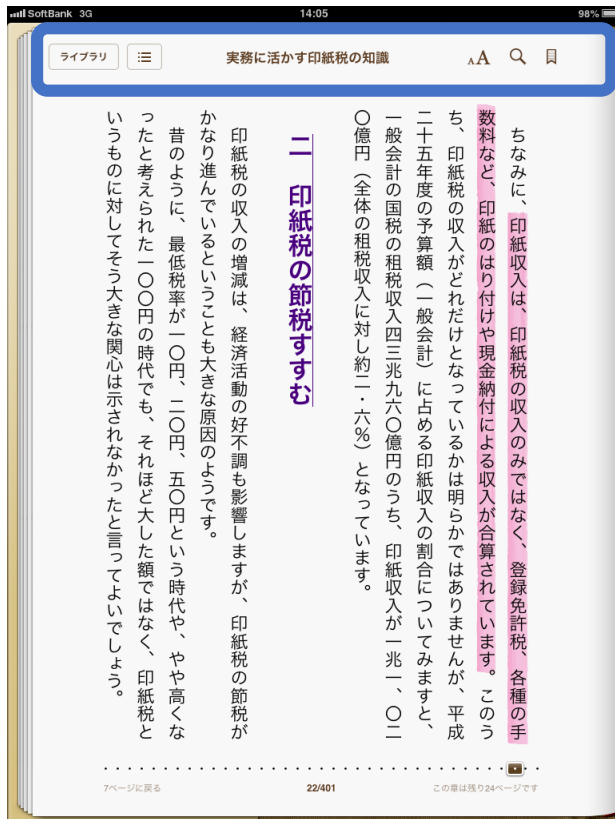 SoftBank 3G 14:05 98%
ライブラリ 実務に活かす印紙税の知識 AA
ちなみに、印紙収入は、印紙税の収入のみではなく、登録免許税、各種の手
数料など、印紙のはり付けや現金納付による収入が合算されています。このう
ち、印紙税の収入がどれだけとなっているかは明らかではありませんが、平成
二十五年度の予算額（一般会計）に占める印紙収入の割合についてみますと、
一般会計の国税の租税収入四三兆九六〇億円のうち、印紙収入が一兆一、〇二
〇億円（全体の租税収入に対し約二・六％）となっています。
二　印紙税の節税すすむ
印紙税の収入の増減は、経済活動の好不調も影響しますが、印紙税の節税が
かなり進んでいるということも大きな原因のようです。
昔のように、最低税率が一〇円、二〇円、五〇円という時代や、やや高くな
ったと考えられた一〇〇円の時代でも、それほど大した額ではなく、印紙税と
いうものに対してそう大きな関心は示されなかったと言ってよいでしょう。
7ページに戻る 22/401 この章は残り24ページです